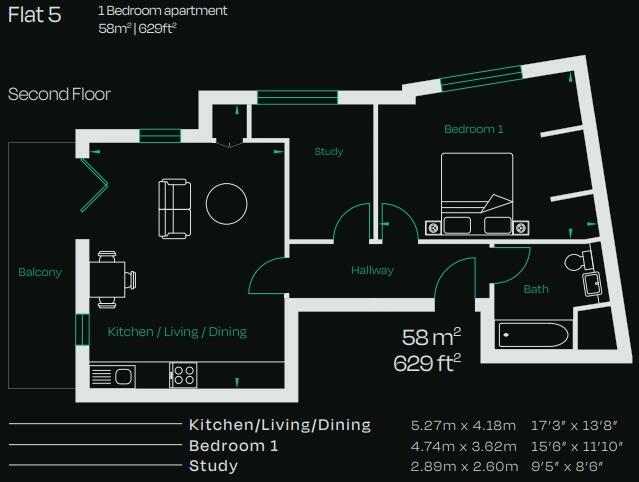 Flat 5
1 Bedroom apartment
58m² | 629ft²
Second Floor
Bedroom 1
Study
Balcony
Hallway
Bath
Kitchen / Living / Dining
58 m²
629 ft²
Kitchen/Living/Dining 5.27m x 4.18m 17'3" x 13'8"
Bedroom 1 4.74m x 3.62m 15'6" x 11'10"
Study 2.89m x 2.60m 9'5" x 8'6"